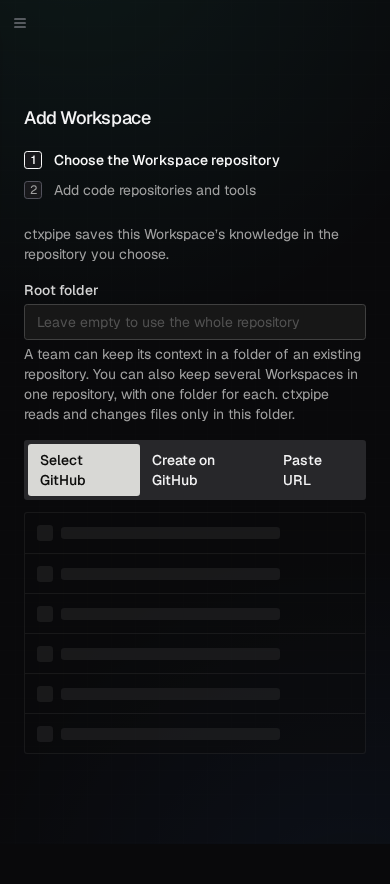 Add Workspace
1 Choose the Workspace repository
2 Add code repositories and tools
ctxpipe saves this Workspace's knowledge in the
repository you choose.
Root folder
Leave empty to use the whole repository
A team can keep its context in a folder of an existing
repository. You can also keep several Workspaces in
one repository, with one folder for each. ctxpipe
reads and changes files only in this folder.
Select
GitHub
Create on
GitHub
Paste
URL